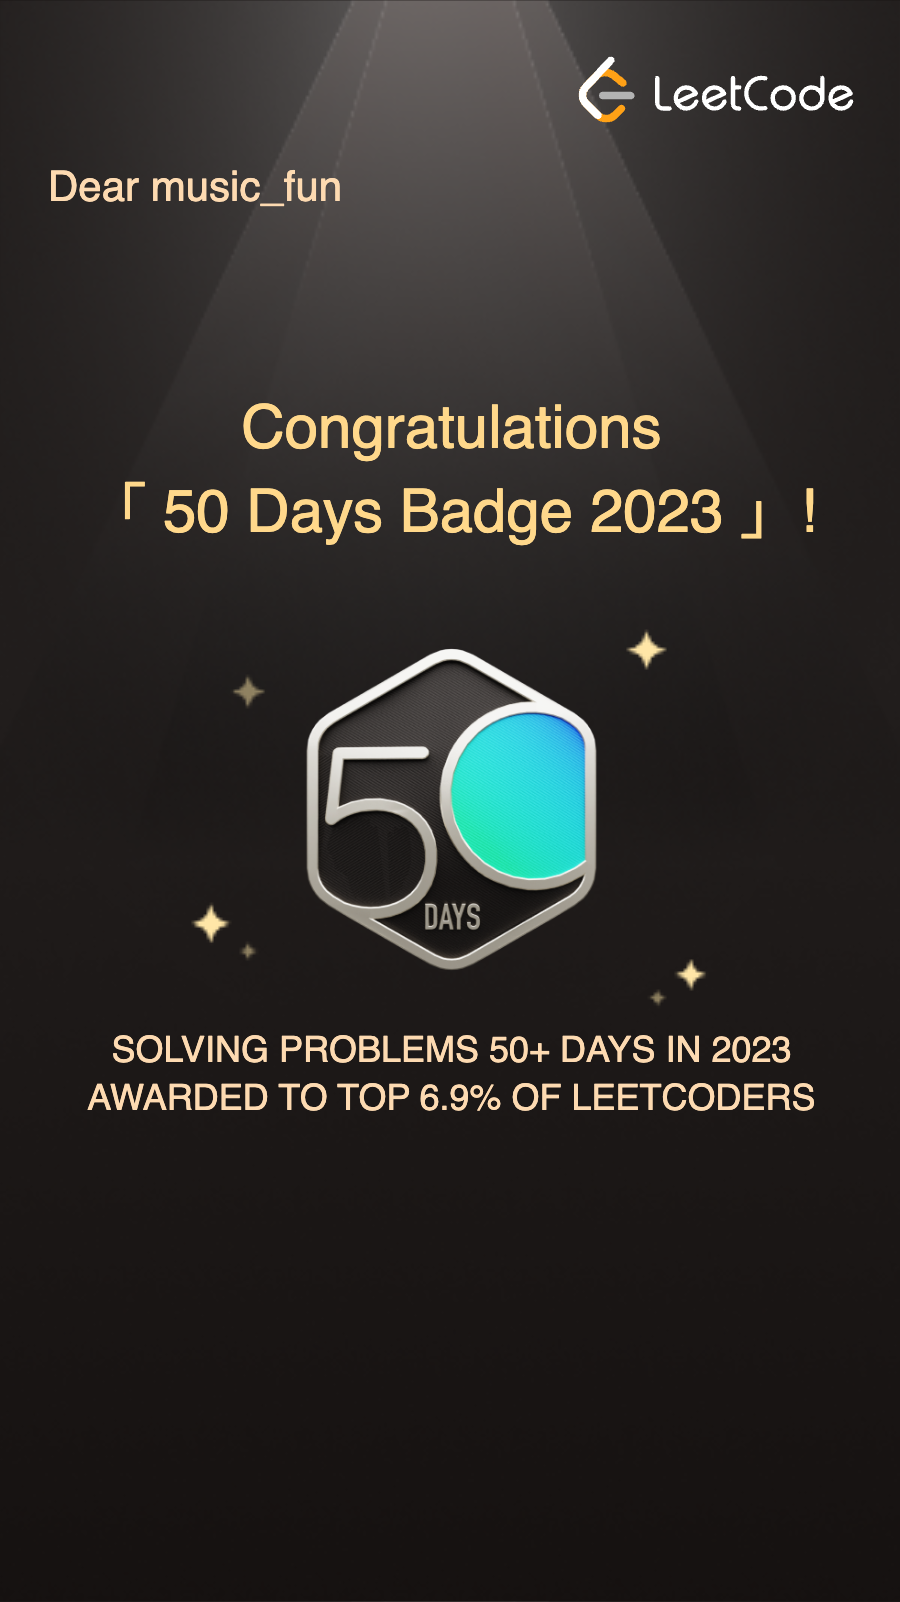 LeetCode
Dear music_fun
Congratulations
「 50 Days Badge 2023 」 !
50
DAYS
SOLVING PROBLEMS 50+ DAYS IN 2023
AWARDED TO TOP 6.9% OF LEETCODERS